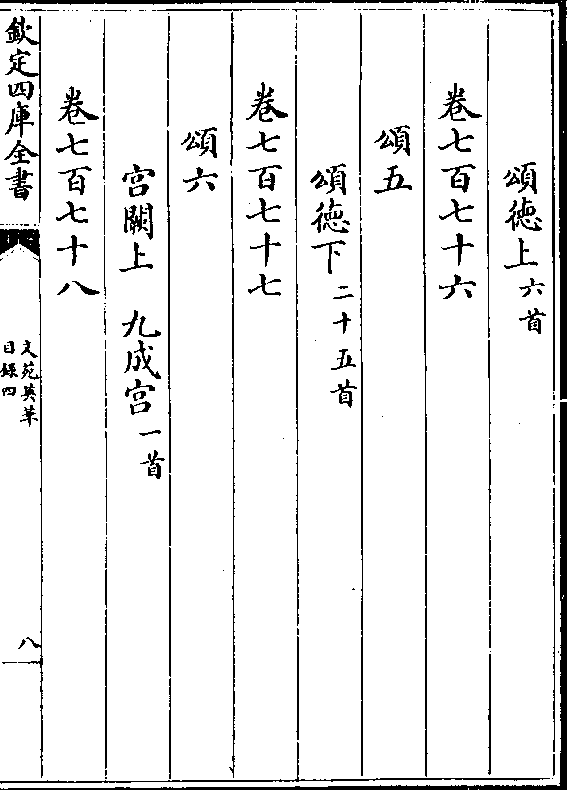 頌德上六首
卷七百七十六
頌五
頌德下二十五首
卷七百七十七
頌六
宫闕上　九成宫一首
卷七百七十八
欽定四庫全書
文苑英華
目録四
八